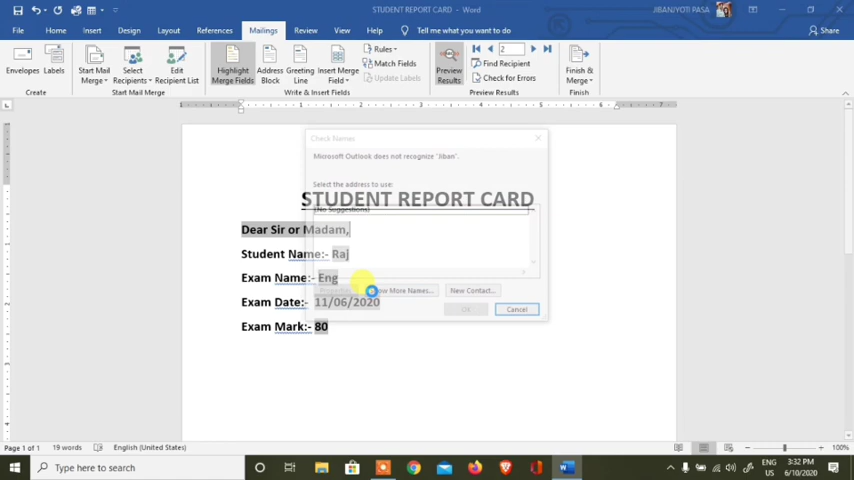 STUDENT REPORT CARD - Word
JIBANJYOTI PASA
File Home Insert Design Layout References Mailings Review View Help Tell me what you want to do Share
Envelopes Labels Start Mail Merge Select Recipients Edit Recipient List Highlight Merge Fields Address Block Greeting Line Insert Merge Field Rules Match Fields Update Labels Preview Results 2 Find Recipient Check for Errors Finish & Merge
Create Start Mail Merge Write & Insert Fields Preview Results Finish
Check Names
Microsoft Outlook does not recognize "Jiban".
Select the address to use:
STUDENT REPORT CARD
(No Suggestions)
Dear Sir or Madam,
Student Name:- Raj
Exam Name:- Eng
Show More Names... New Contact...
Exam Date:- 11/06/2020
OK Cancel
Exam Mark:- 80
Page 1 of 1 19 words English (United States) 100%
Type here to search
ENG US 3:32 PM 6/10/2020